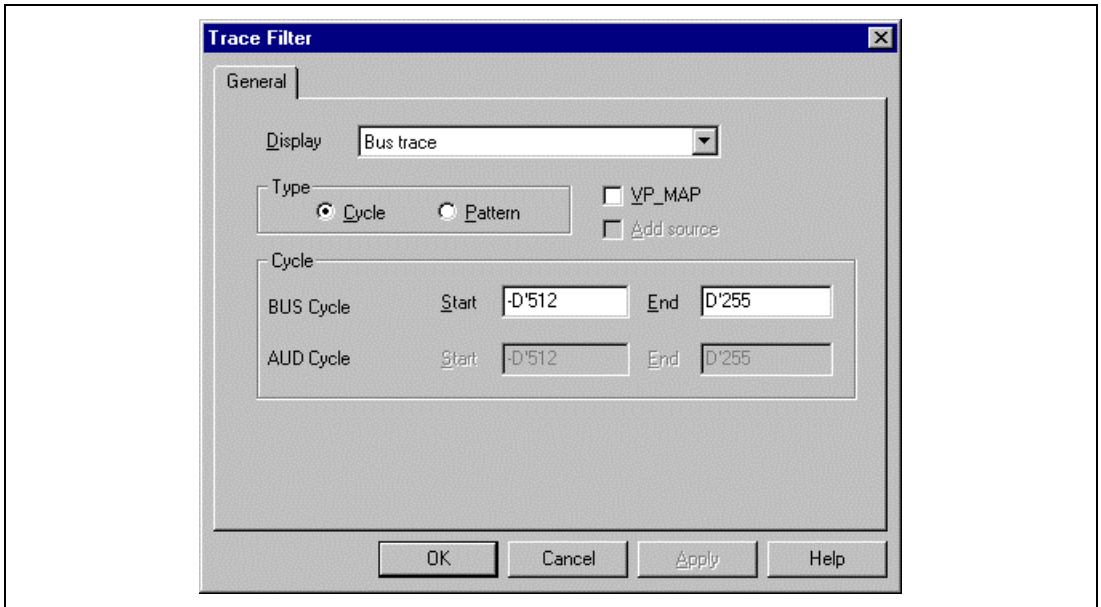 Trace Filter
General
Display Bus trace
Type
Cycle Pattern
VP_MAP
Add source
Cycle
BUS Cycle Start -D'512 End D'255
AUD Cycle Start -D'512 End D'255
OK Cancel Apply Help